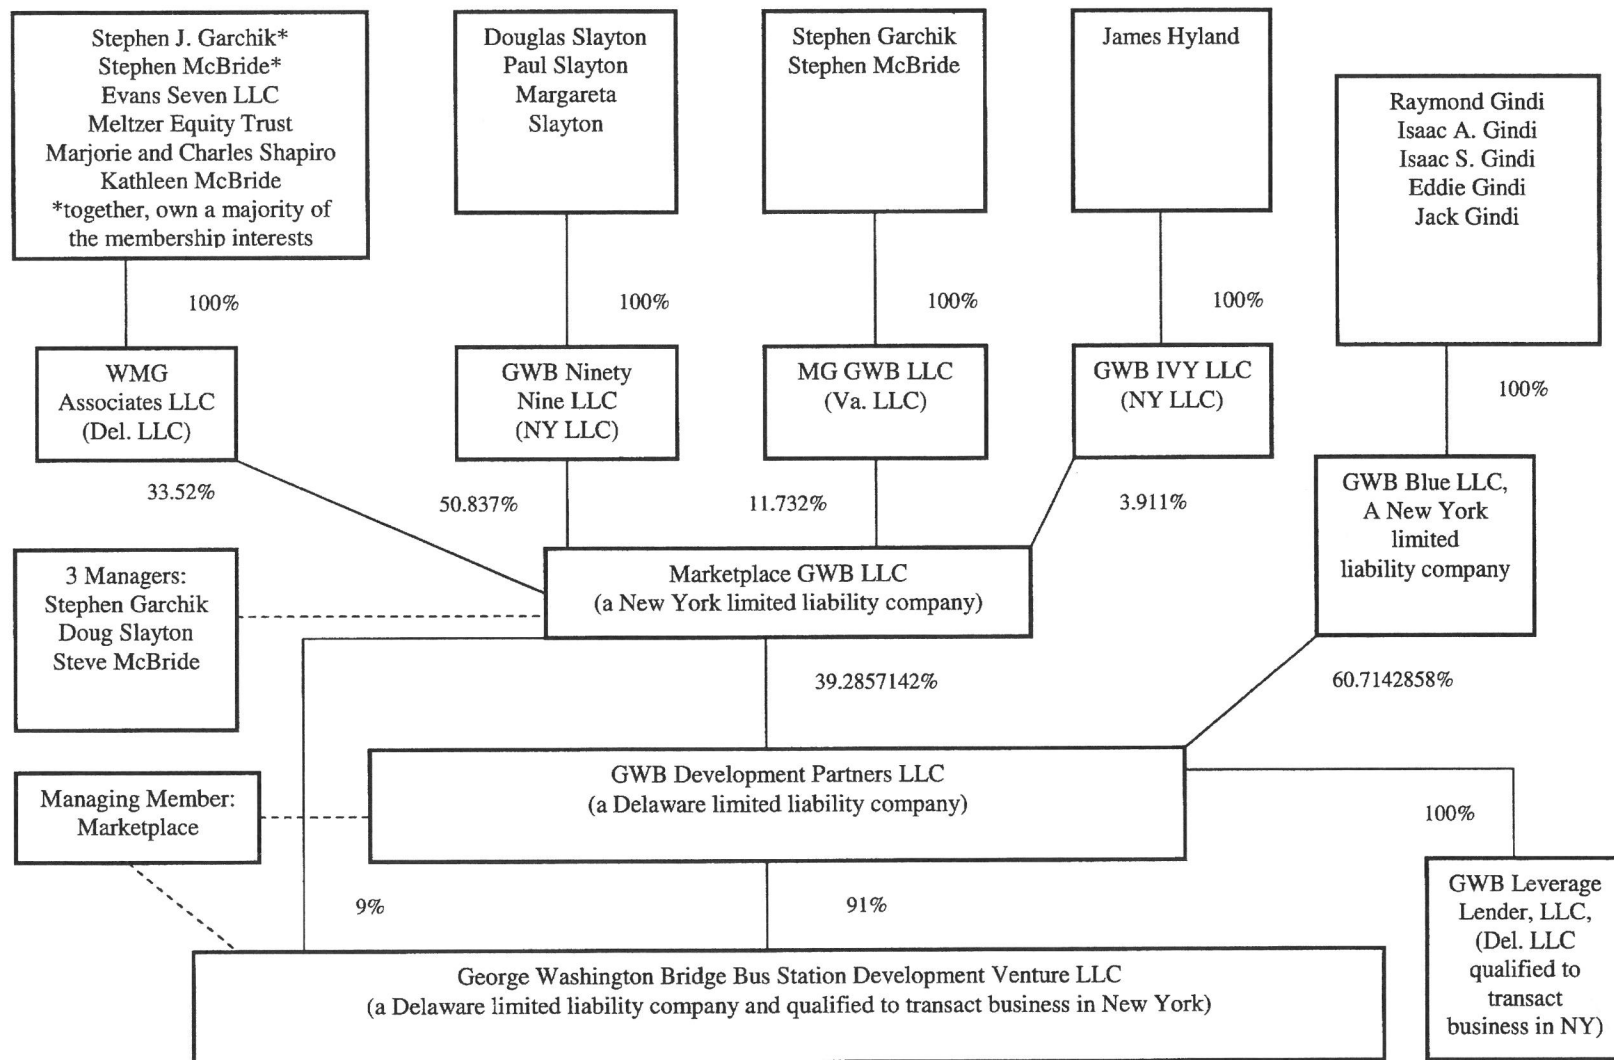 Stephen J. Garchik*
Stephen McBride*
Evans Seven LLC
Meltzer Equity Trust
Marjorie and Charles Shapiro
Kathleen McBride
*together, own a majority of
the membership interests
Douglas Slayton
Paul Slayton
Margareta
Slayton
Stephen Garchik
Stephen McBride
James Hyland
Raymond Gindi
Isaac A. Gindi
Isaac S. Gindi
Eddie Gindi
Jack Gindi
100%
100%
100%
100%
100%
WMG
Associates LLC
(Del. LLC)
GWB Ninety
Nine LLC
(NY LLC)
MG GWB LLC
(Va. LLC)
GWB IVY LLC
(NY LLC)
GWB Blue LLC,
A New York
limited
liability company
33.52%
50.837%
11.732%
3.911%
3 Managers:
Stephen Garchik
Doug Slayton
Steve McBride
Marketplace GWB LLC
(a New York limited liability company)
39.2857142%
60.7142858%
Managing Member:
Marketplace
GWB Development Partners LLC
(a Delaware limited liability company)
100%
9%
91%
GWB Leverage
Lender, LLC,
(Del. LLC
qualified to
transact
business in NY)
George Washington Bridge Bus Station Development Venture LLC
(a Delaware limited liability company and qualified to transact business in New York)